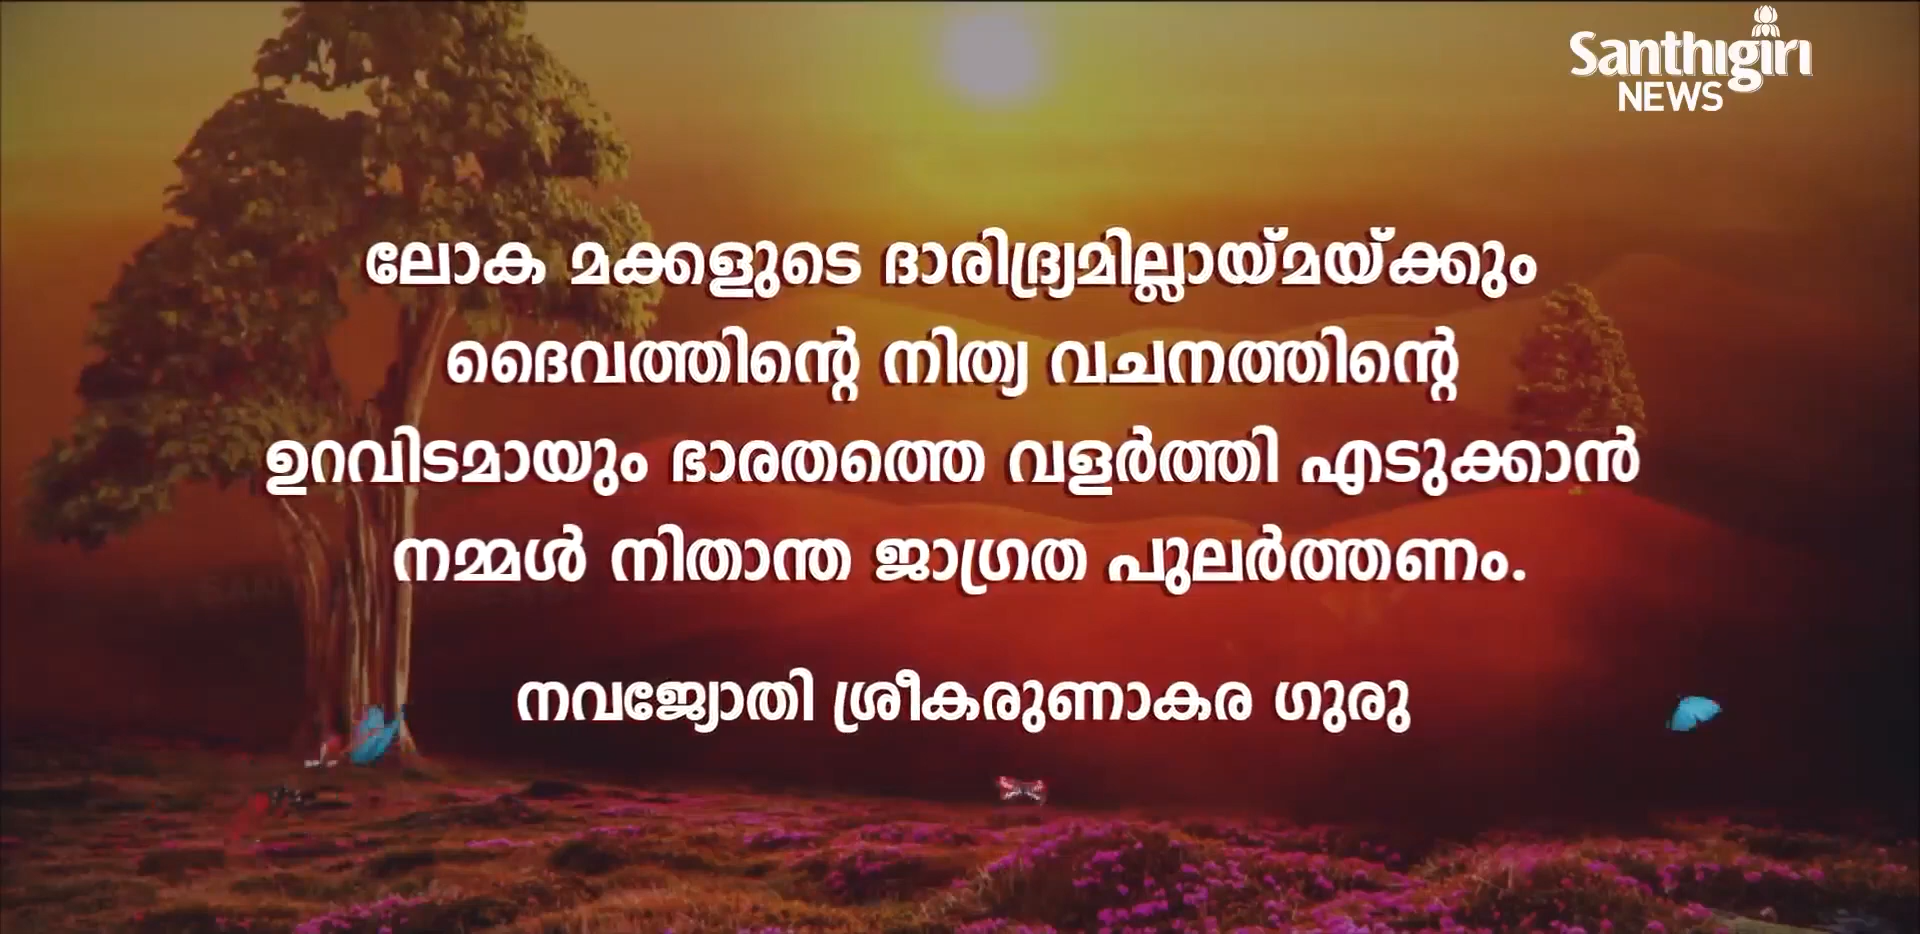 Santhigiri
NEWS
ലോക മക്കളുടെ ദാരിദ്ര്യമില്ലായ്മയ്ക്കും
ദൈവത്തിന്റെ നിത്യ വചനത്തിന്റെ
ഉറവിടമായും ഭാരതത്തെ വളർത്തി എടുക്കാൻ
നമ്മൾ നിതാന്ത ജാഗ്രത പുലർത്തണം.
നവജ്യോതി ശ്രീകരുണാകര ഗുരു